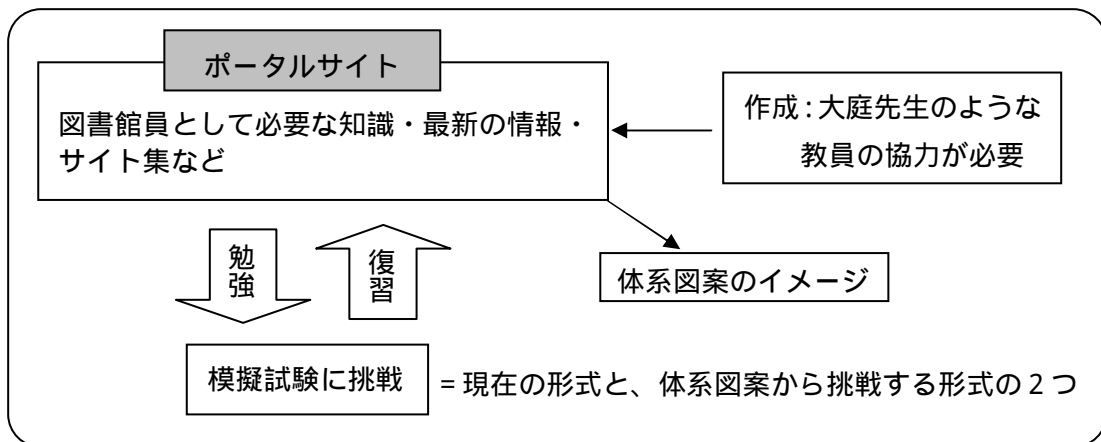 ポータルサイト
図書館員として必要な知識・最新の情報・
サイト集など
作成:大庭先生のような
教員の協力が必要
勉強
復習
体系図案のイメージ
模擬試験に挑戦
=現在の形式と、体系図案から挑戦する形式の2つ